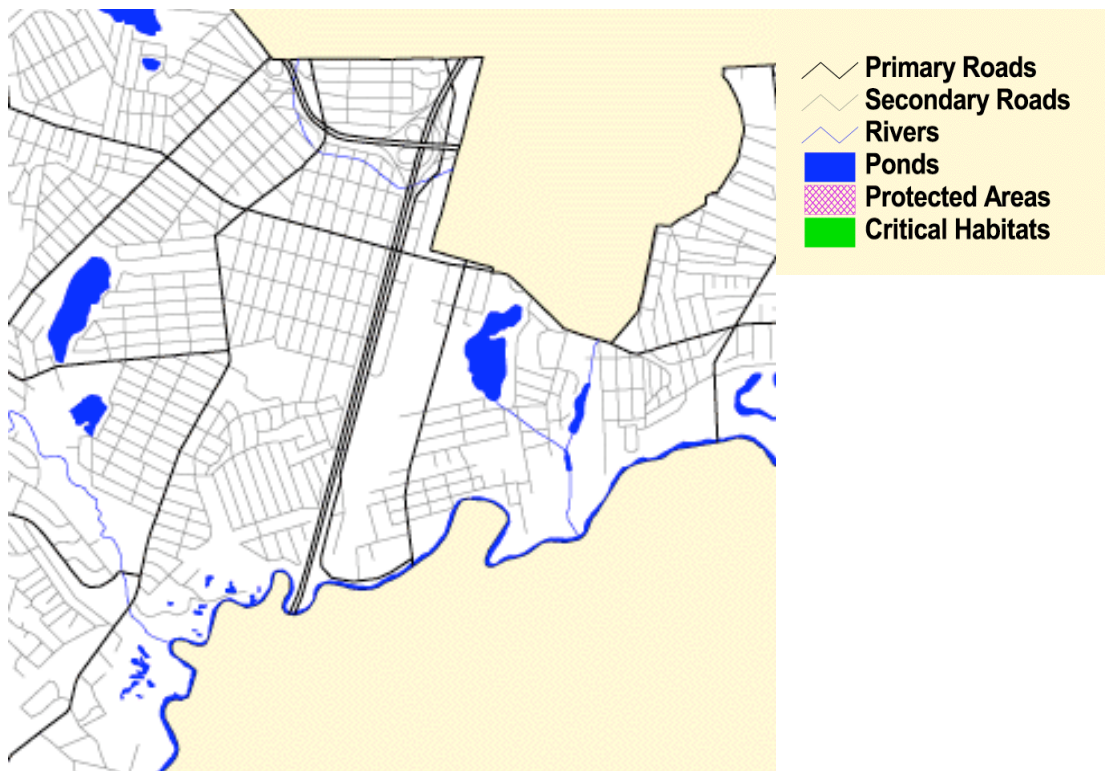 Primary Roads
Secondary Roads
Rivers
Ponds
Protected Areas
Critical Habitats